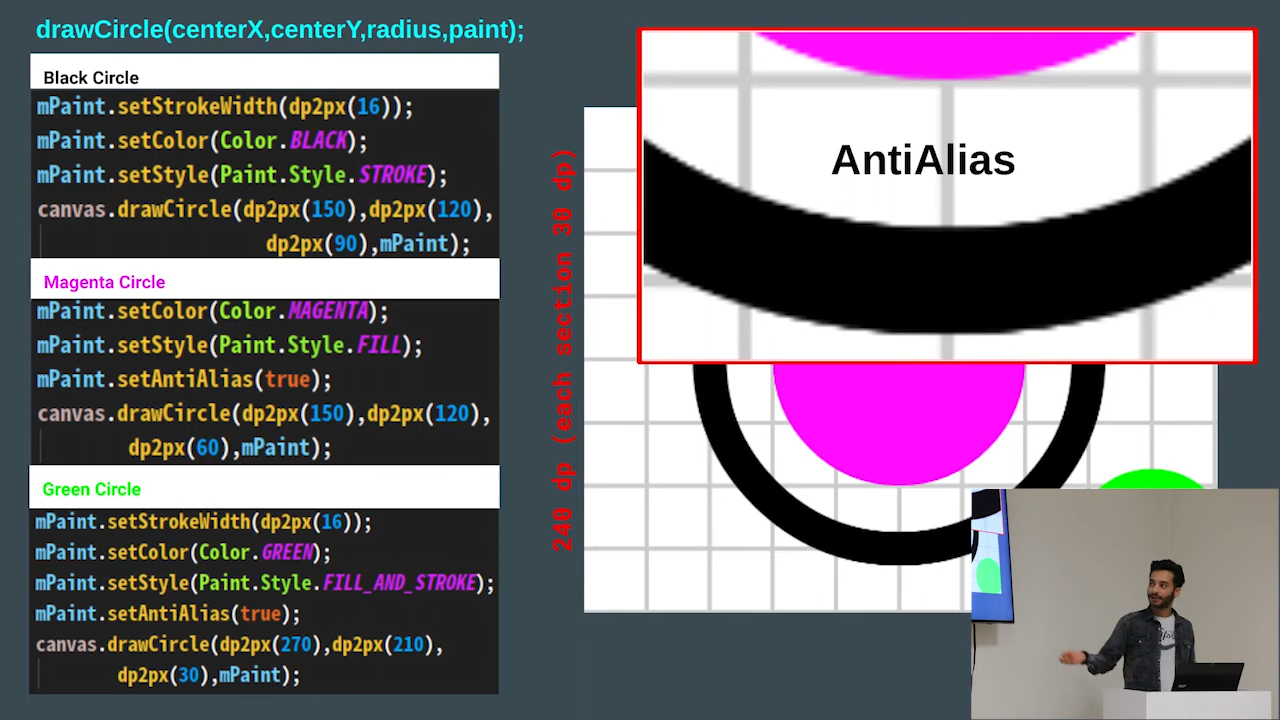 drawCircle(centerX,centerY,radius,paint);
Black Circle
mPaint.setStrokeWidth(dp2px(16));
mPaint.setColor(Color.BLACK);
mPaint.setStyle(Paint.Style.STROKE);
canvas.drawCircle(dp2px(150),dp2px(120),
dp2px(90),mPaint);
Magenta Circle
mPaint.setColor(Color.MAGENTA);
mPaint.setStyle(Paint.Style.FILL);
mPaint.setAntiAlias(true);
canvas.drawCircle(dp2px(150),dp2px(120),
dp2px(60),mPaint);
Green Circle
mPaint.setStrokeWidth(dp2px(16));
mPaint.setColor(Color.GREEN);
mPaint.setStyle(Paint.Style.FILL_AND_STROKE);
mPaint.setAntiAlias(true);
canvas.drawCircle(dp2px(270),dp2px(210),
dp2px(30),mPaint);
240 dp (each section 30 dp)
AntiAlias